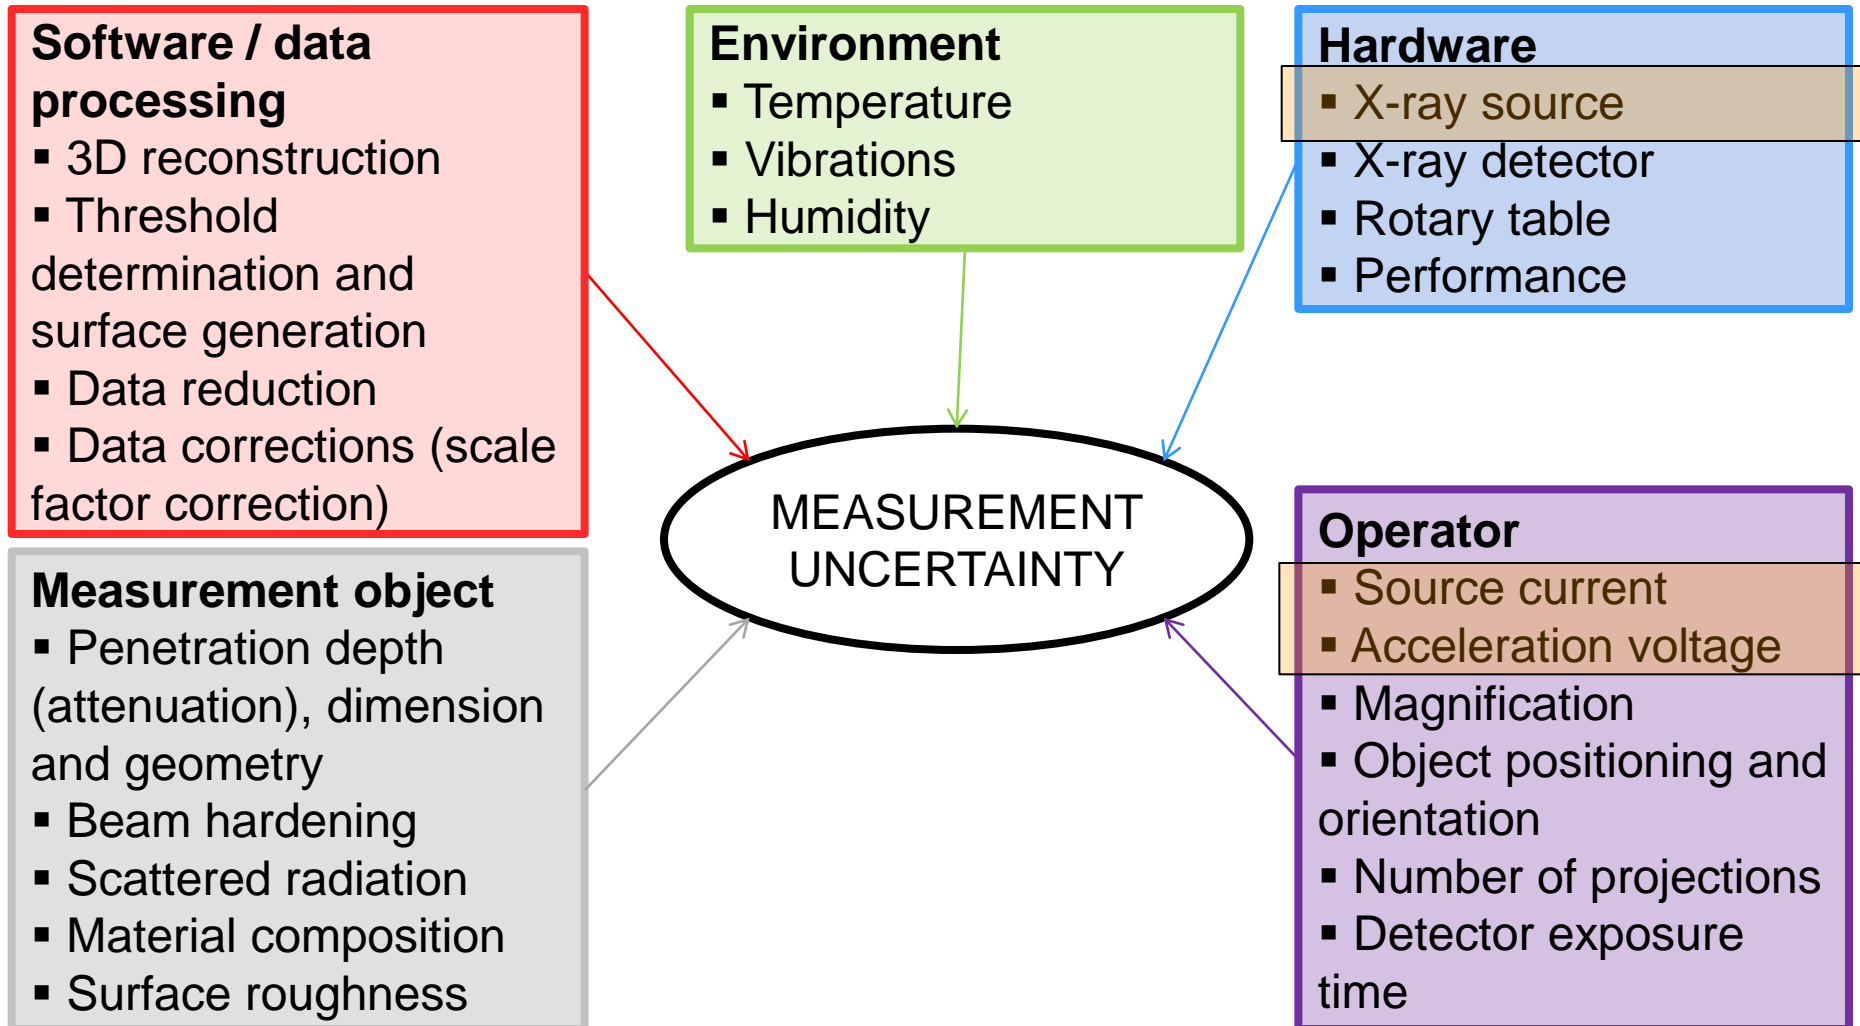 Software / data
processing
▪ 3D reconstruction
▪ Threshold
determination and
surface generation
▪ Data reduction
▪ Data corrections (scale
factor correction)
Environment
▪ Temperature
▪ Vibrations
▪ Humidity
Hardware
▪ X-ray source
▪ X-ray detector
▪ Rotary table
▪ Performance
MEASUREMENT
UNCERTAINTY
Measurement object
▪ Penetration depth
(attenuation), dimension
and geometry
▪ Beam hardening
▪ Scattered radiation
▪ Material composition
▪ Surface roughness
Operator
▪ Source current
▪ Acceleration voltage
▪ Magnification
▪ Object positioning and
orientation
▪ Number of projections
▪ Detector exposure
time